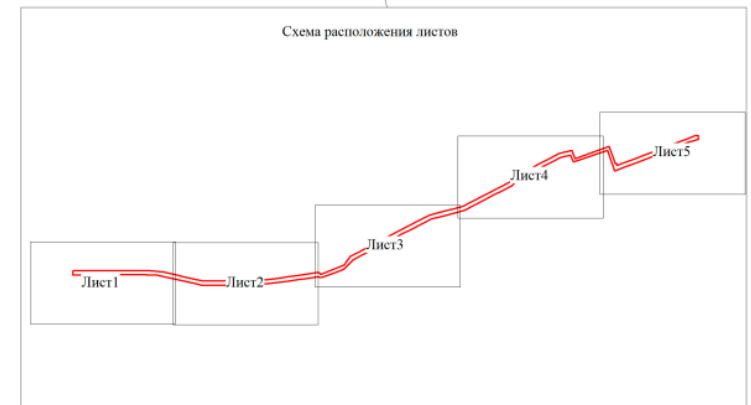 Схема расположения листов
Лист1
Лист2
Лист3
Лист4
Лист5